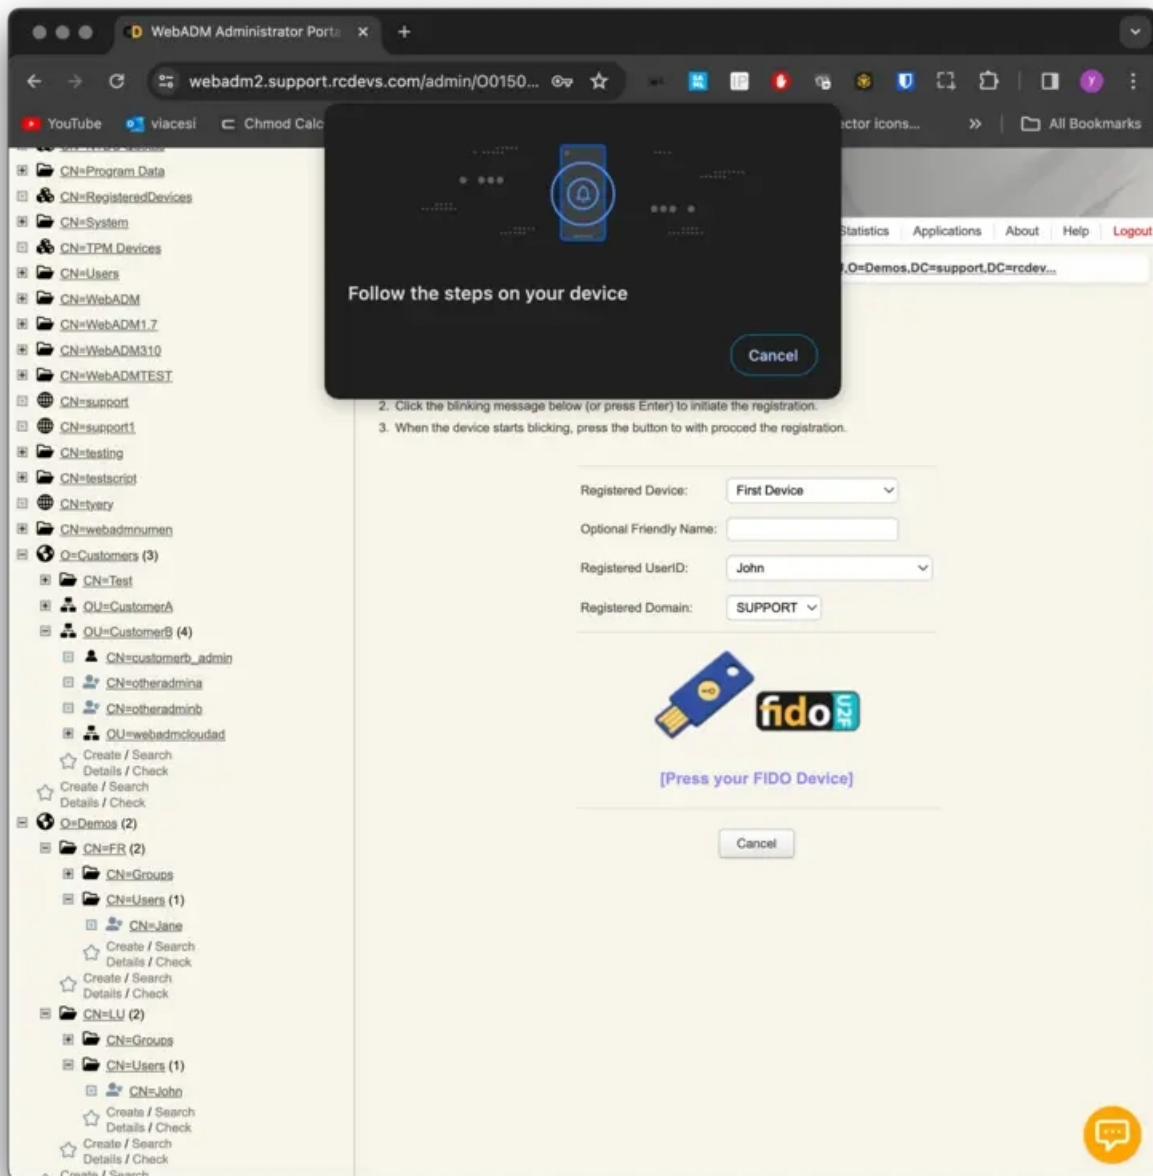 WebADM Administrator Porta
webadm2.support.rcdevs.com/admin/O0150...
YouTube
viacesi
Chmod Calc
ector icons...
»
All Bookmarks
CN=Program Data
CN=RegisteredDevices
CN=System
CN=TPM Devices
CN=Users
CN=WebADM
CN=WebADM1.7
CN=WebADM310
CN=WebADMTEST
CN=support
CN=support1
CN=testing
CN=testscript
CN=tyery
CN=webadmnumen
O=Customers (3)
CN=Test
OU=CustomerA
OU=CustomerB (4)
CN=customerb_admin
CN=otheradmina
CN=otheradminb
OU=webadmcloudad
Create / Search
Details / Check
Create / Search
Details / Check
O=Demos (2)
CN=FR (2)
CN=Groups
CN=Users (1)
CN=Jane
Create / Search
Details / Check
Create / Search
Details / Check
CN=LU (2)
CN=Groups
CN=Users (1)
CN=John
Create / Search
Details / Check
Create / Search
Details / Check
Create / Search
Follow the steps on your device
Cancel
Statistics
Applications
About
Help
Logout
,O=Demos,DC=support,DC=rcdev...
2. Click the blinking message below (or press Enter) to initiate the registration.
3. When the device starts blicking, press the button to with procced the registration.
Registered Device: First Device
Optional Friendly Name:
Registered UserID: John
Registered Domain: SUPPORT
fido U2F
[Press your FIDO Device]
Cancel